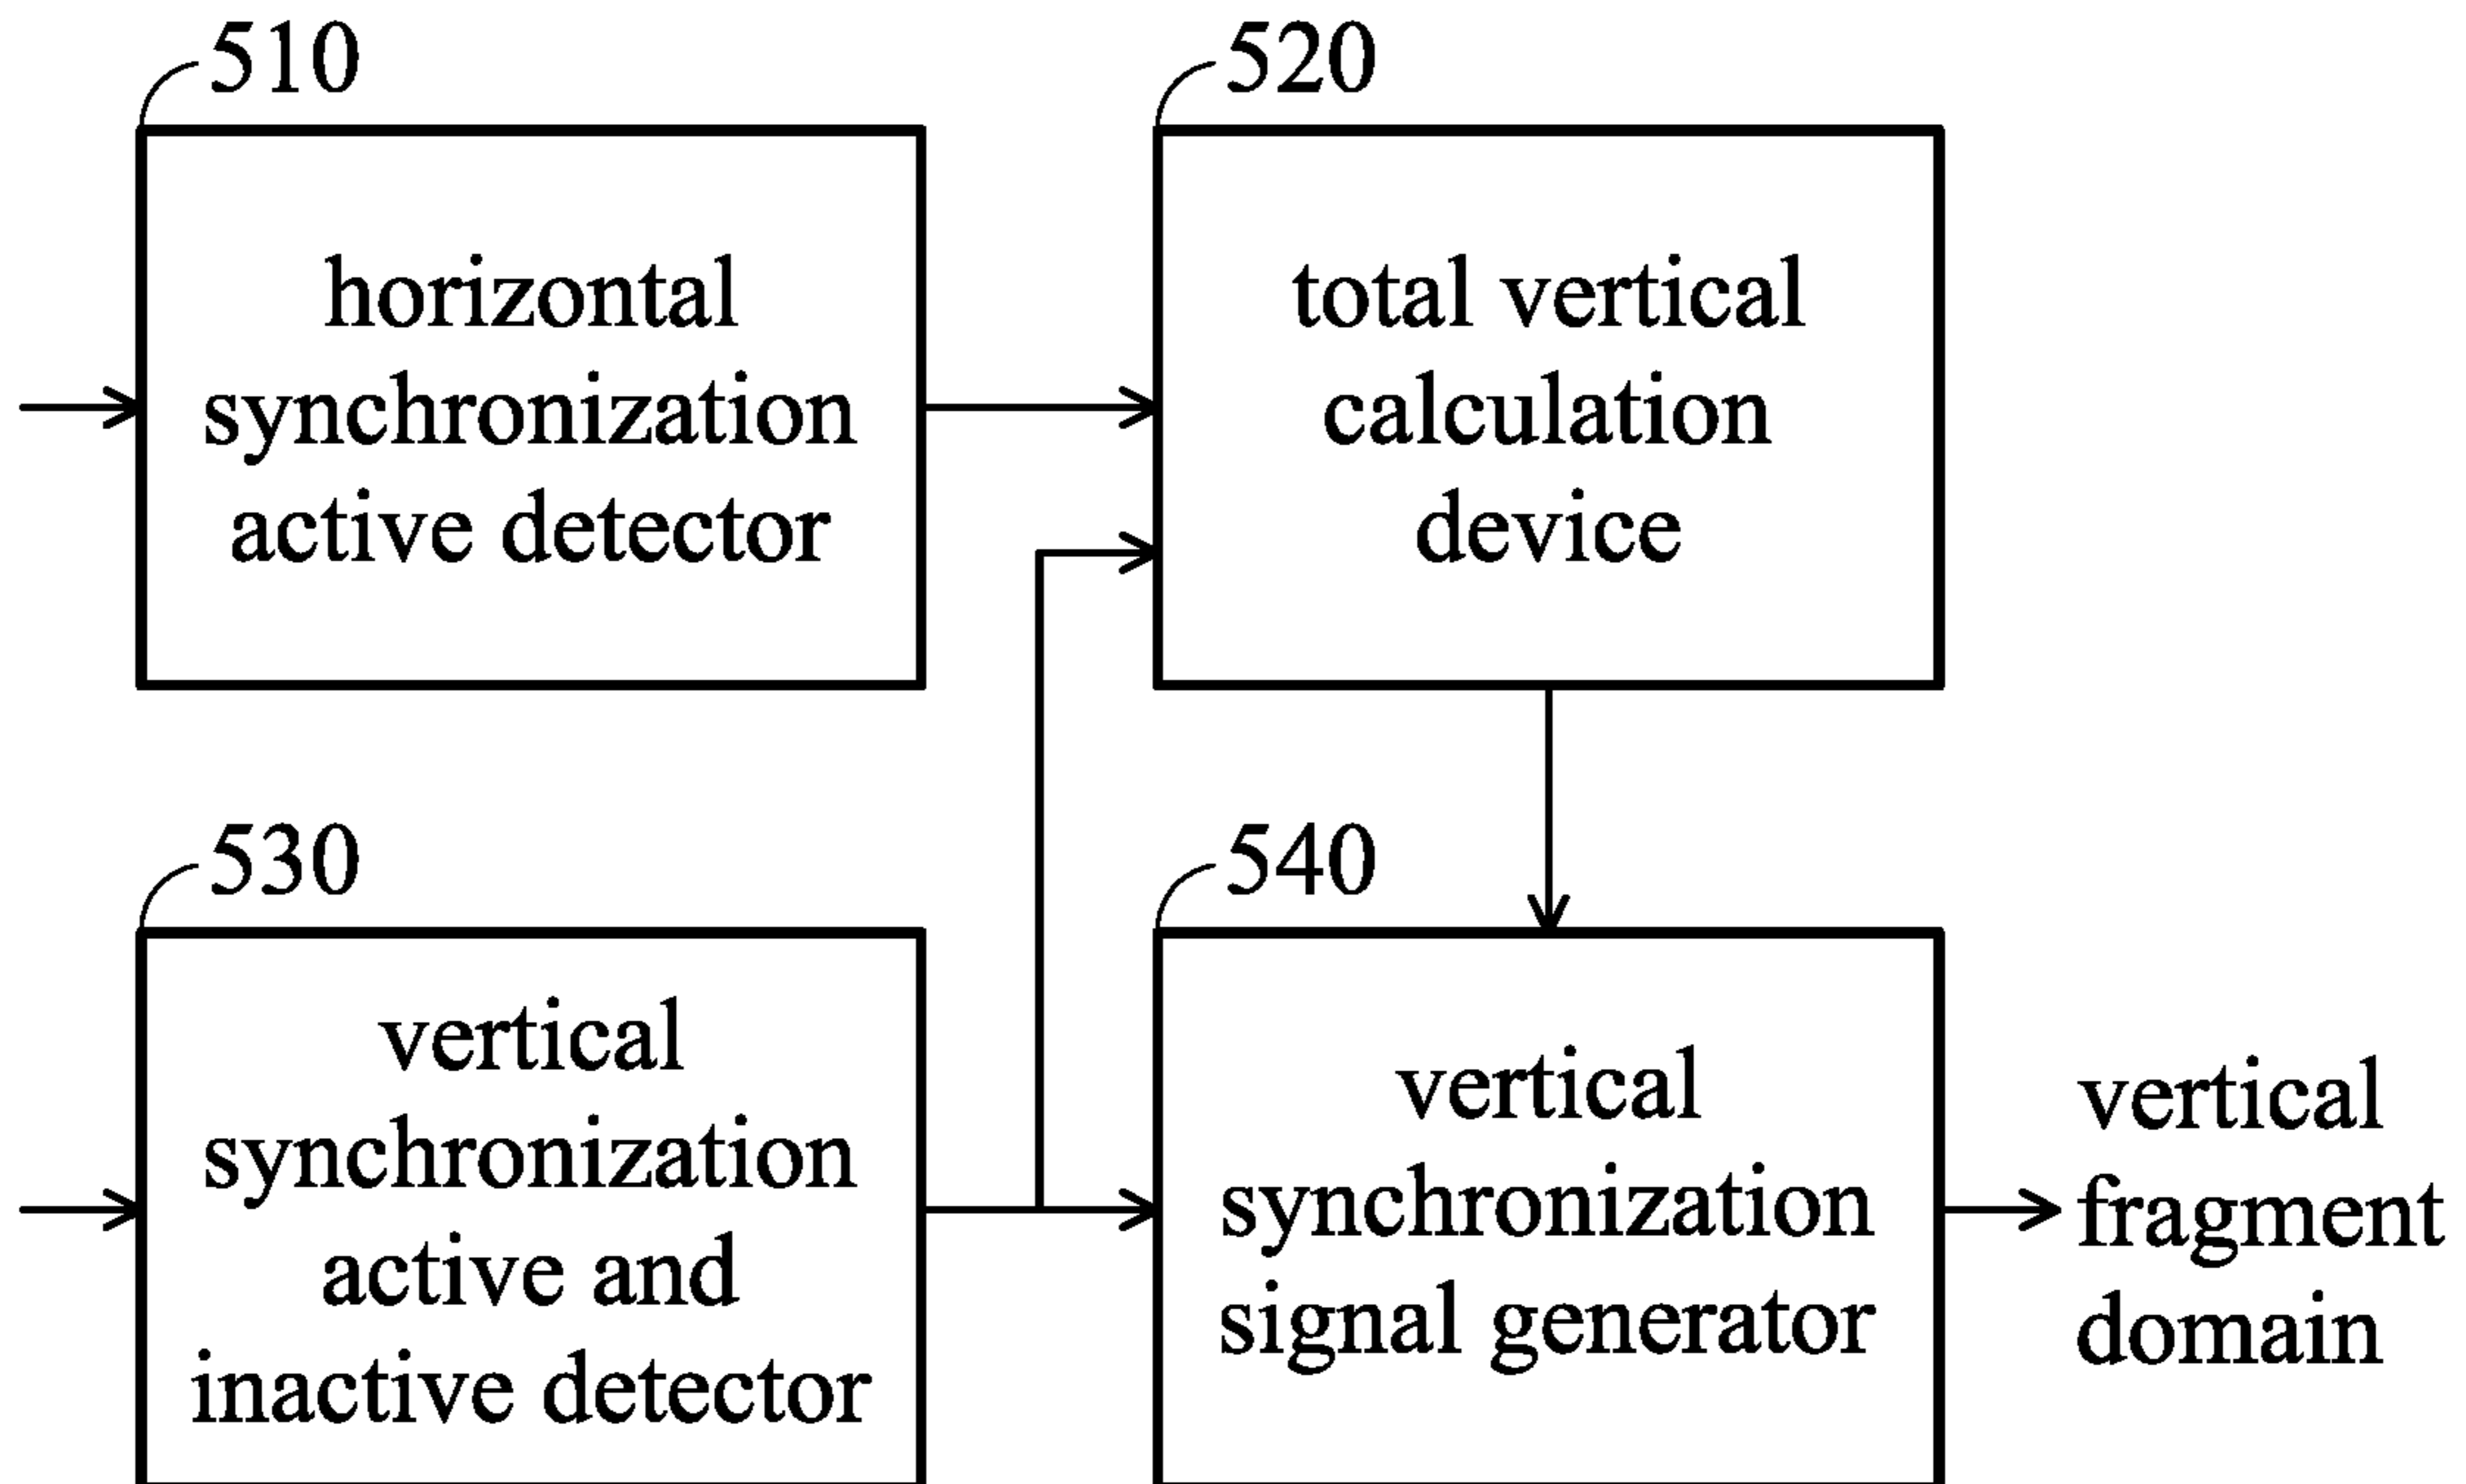 510
horizontal
synchronization
active detector
520
total vertical
calculation
device
530
vertical
synchronization
active and
inactive detector
540
vertical
synchronization
signal generator
vertical
fragment
domain